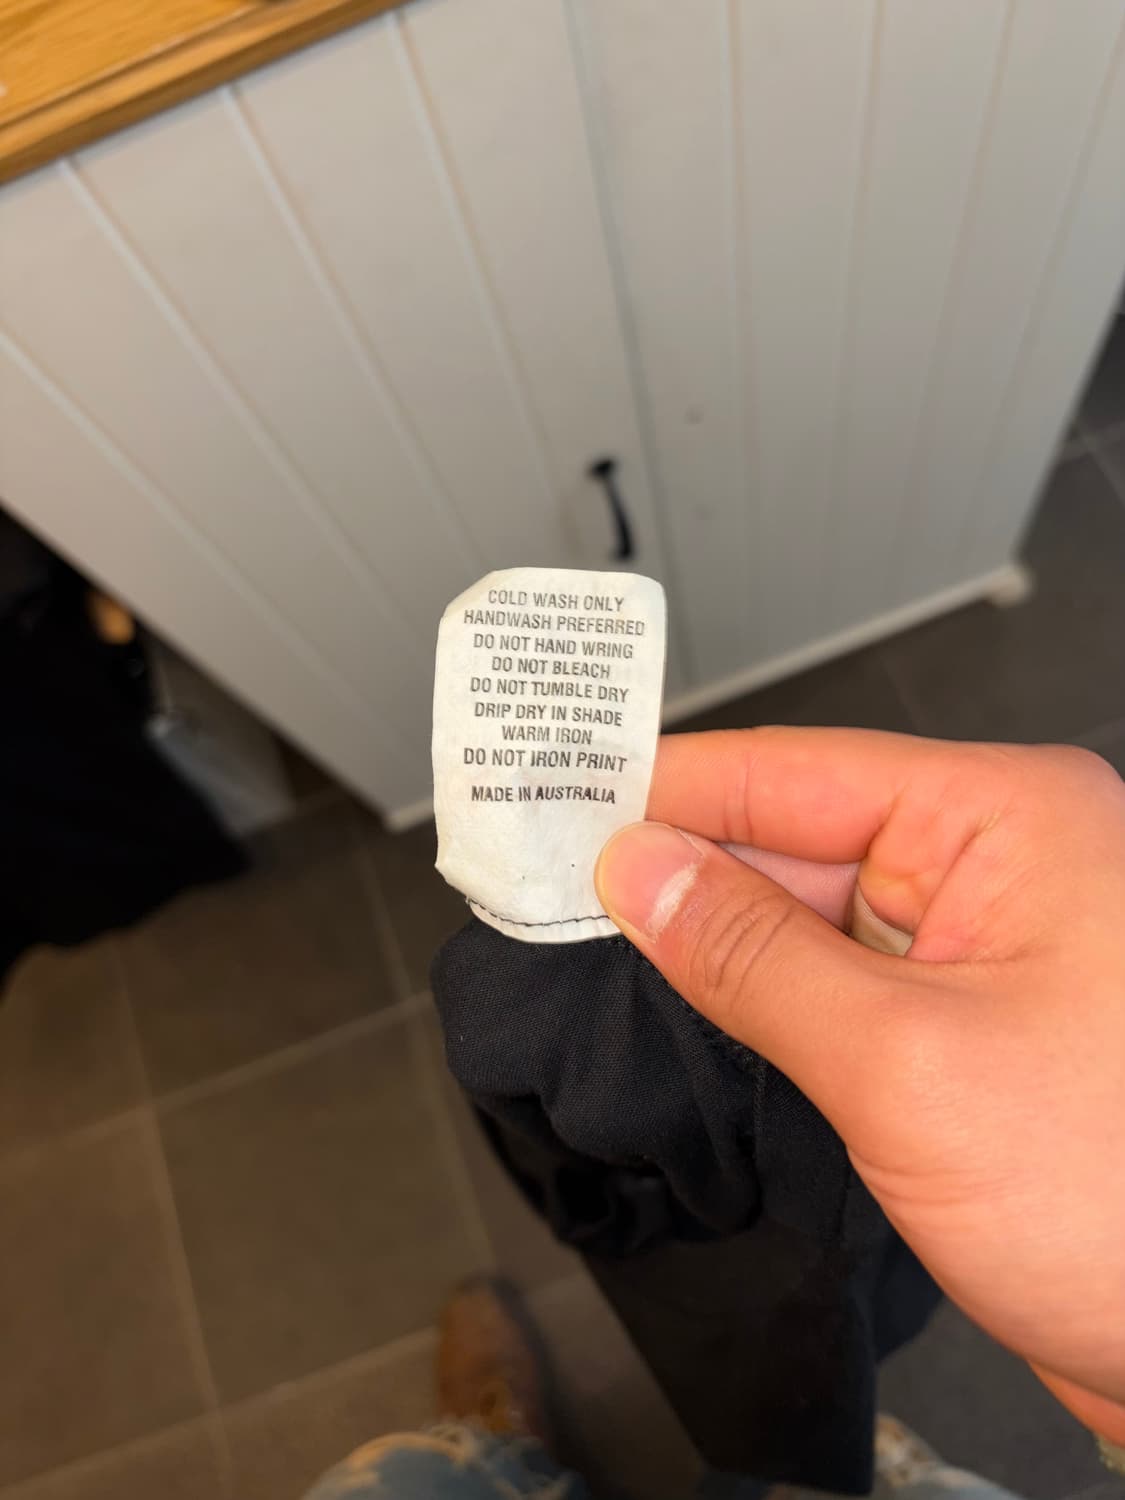 COLD WASH ONLY
HANDWASH PREFERRED
DO NOT HAND WRING
DO NOT BLEACH
DO NOT TUMBLE DRY
DRIP DRY IN SHADE
WARM IRON
DO NOT IRON PRINT
MADE IN AUSTRALIA